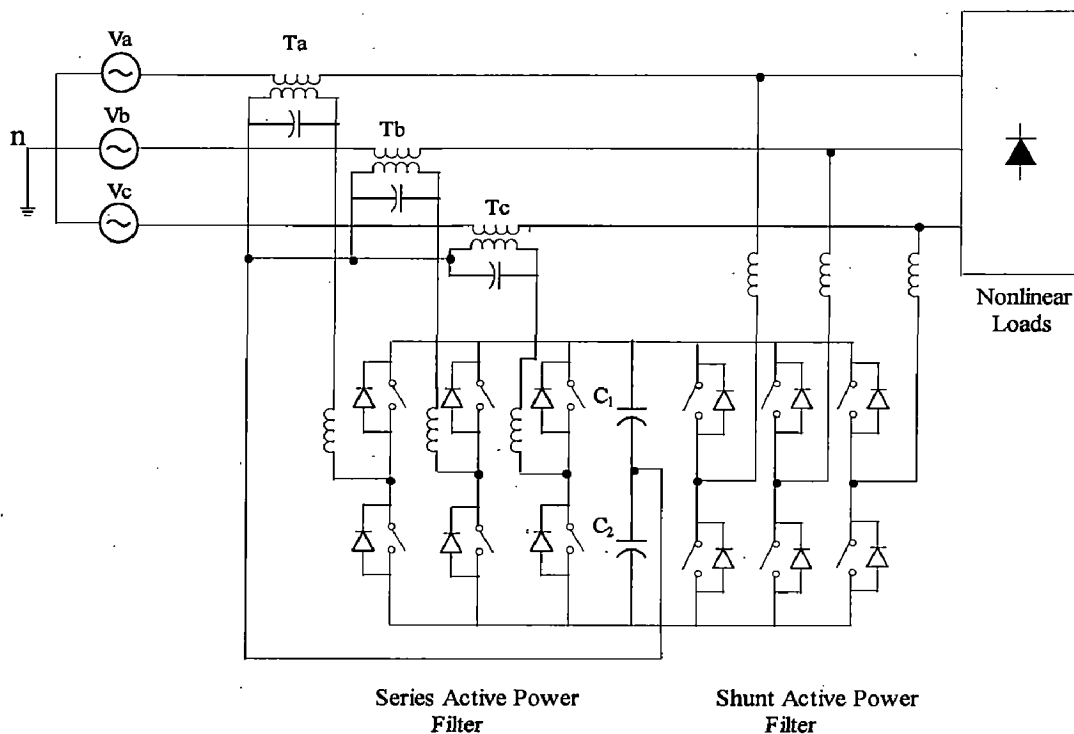 Va
Ta
Vb
Tb
n
Vc
Tc
Nonlinear
Loads
C1
C2
Series Active Power
Filter
Shunt Active Power
Filter